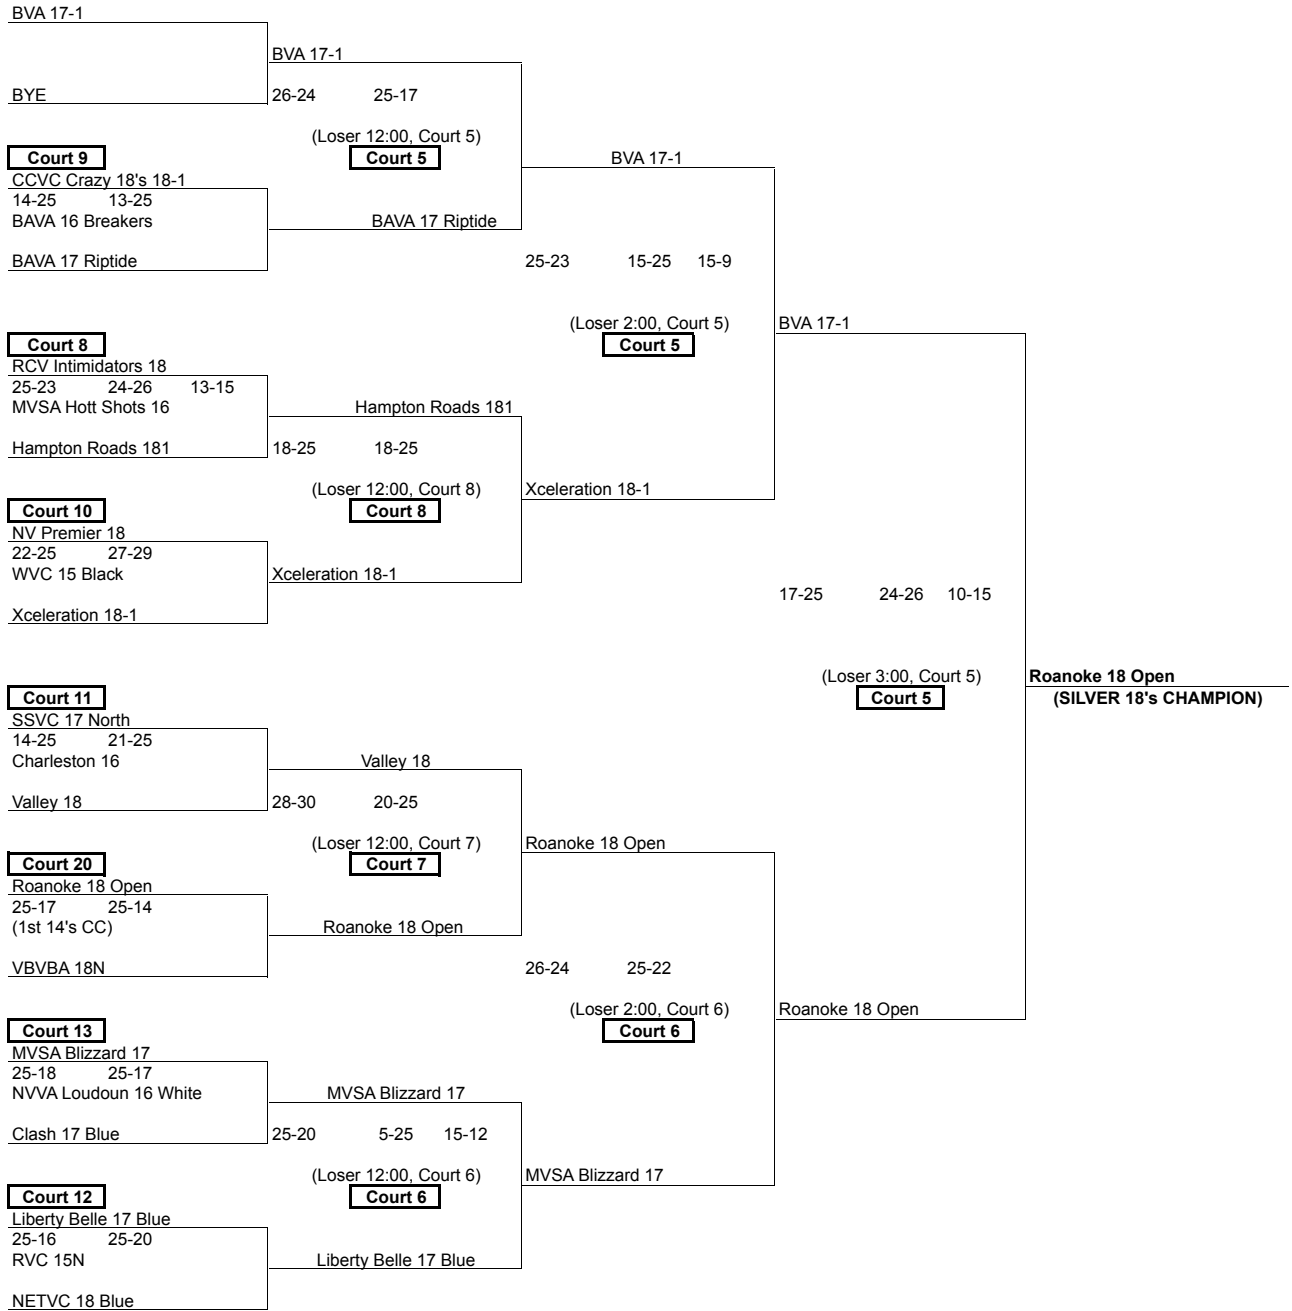 BVA 17-1
BVA 17-1
BYE
26-24 25-17
(Loser 12:00, Court 5)
Court 9
Court 5
BVA 17-1
CCVC Crazy 18's 18-1
14-25 13-25
BAVA 16 Breakers
BAVA 17 Riptide
BAVA 17 Riptide
25-23 15-25 15-9
(Loser 2:00, Court 5)
BVA 17-1
Court 8
Court 5
RCV Intimidators 18
25-23 24-26 13-15
MVSA Hott Shots 16
Hampton Roads 181
Hampton Roads 181
18-25 18-25
(Loser 12:00, Court 8)
Xceleration 18-1
Court 10
Court 8
NV Premier 18
22-25 27-29
WVC 15 Black
Xceleration 18-1
17-25 24-26 10-15
Xceleration 18-1
(Loser 3:00, Court 5)
Roanoke 18 Open
Court 11
Court 5
(SILVER 18's CHAMPION)
SSVC 17 North
14-25 21-25
Charleston 16
Valley 18
Valley 18
28-30 20-25
(Loser 12:00, Court 7)
Roanoke 18 Open
Court 20
Court 7
Roanoke 18 Open
25-17 25-14
(1st 14's CC)
Roanoke 18 Open
VBVBA 18N
26-24 25-22
(Loser 2:00, Court 6)
Roanoke 18 Open
Court 13
Court 6
MVSA Blizzard 17
25-18 25-17
NVVA Loudoun 16 White
MVSA Blizzard 17
Clash 17 Blue
25-20 5-25 15-12
(Loser 12:00, Court 6)
MVSA Blizzard 17
Court 12
Court 6
Liberty Belle 17 Blue
25-16 25-20
RVC 15N
Liberty Belle 17 Blue
NETVC 18 Blue